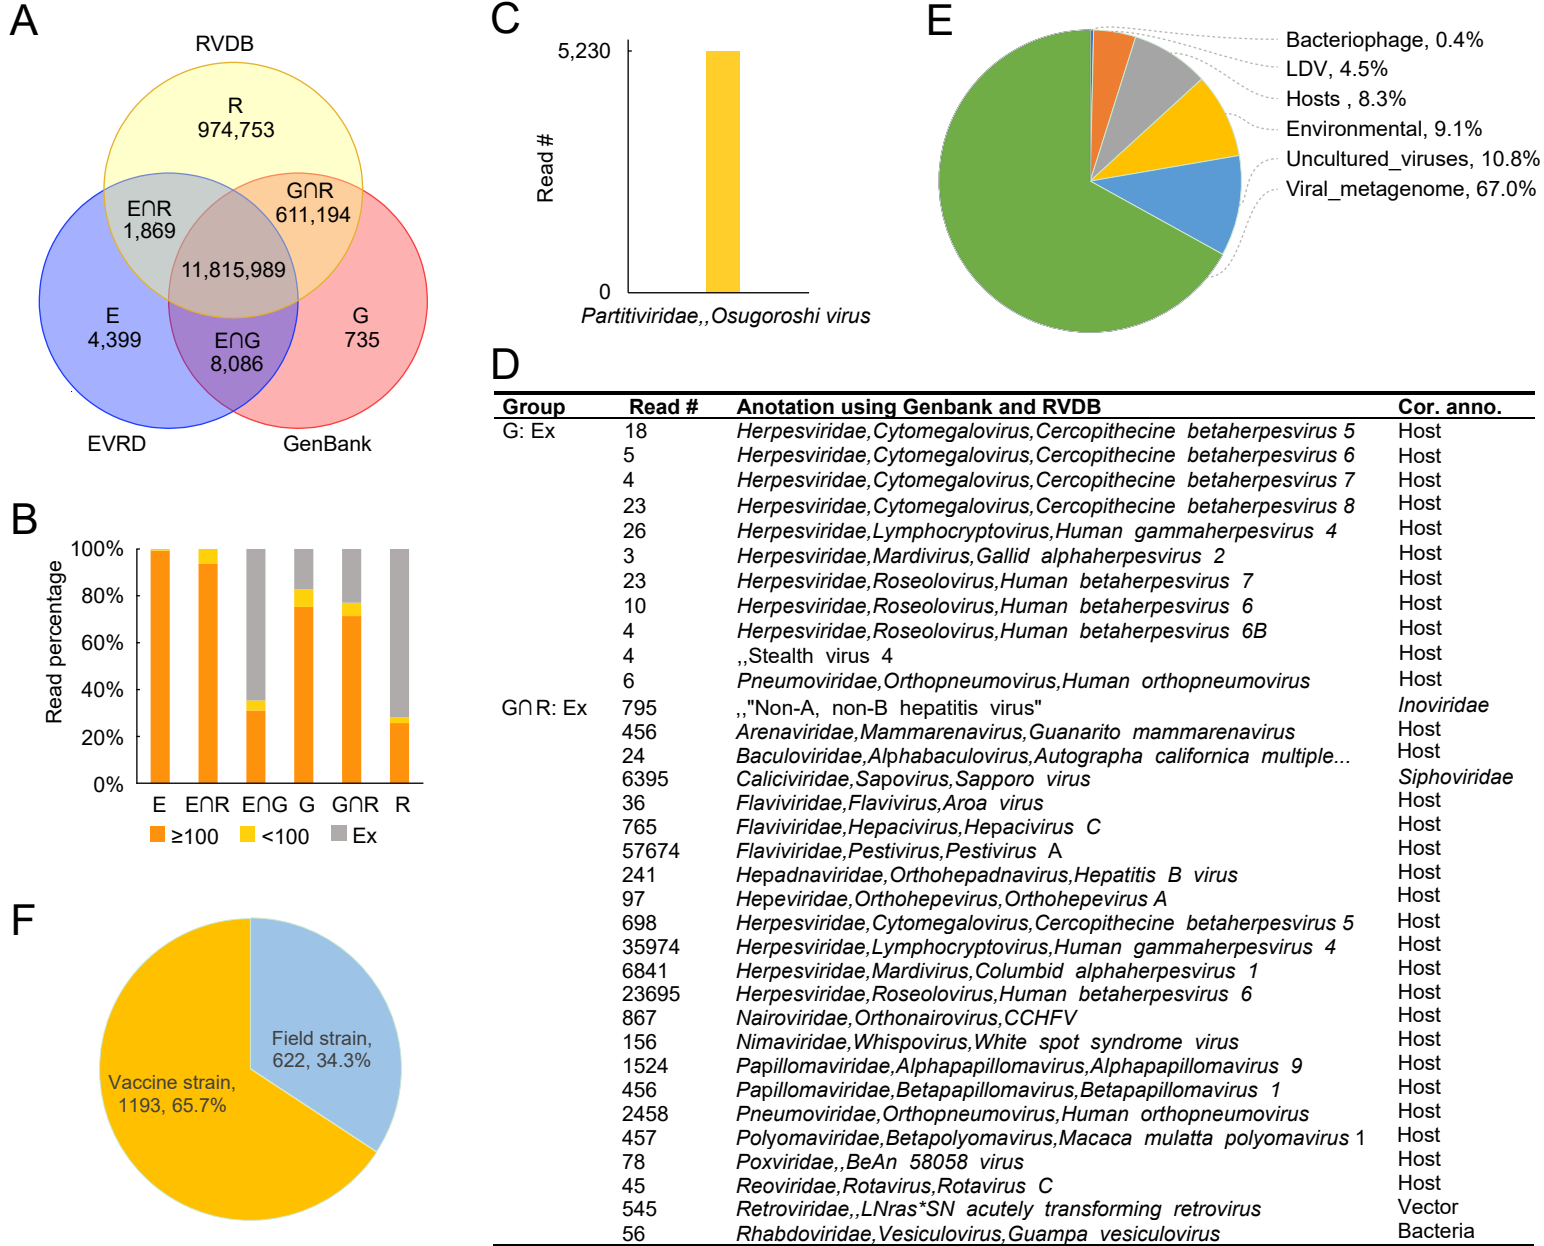 A
RVDB
R
974,753
E∩R
1,869
G∩R
611,194
11,815,989
E
4,399
E∩G
8,086
G
735
EVRD
GenBank
B
Read percentage
100%
80%
60%
40%
20%
0%
E E∩R E∩G G G∩R R
≥100 <100 Ex
F
Field strain,
622, 34.3%
Vaccine strain,
1193, 65.7%
C
Read #
5,230
0
Partitiviridae,,Osugoroshi virus
E
Bacteriophage, 0.4%
LDV, 4.5%
Hosts , 8.3%
Environmental, 9.1%
Uncultured_viruses, 10.8%
Viral_metagenome, 67.0%
D
Group Read # Anotation using Genbank and RVDB Cor. anno.
G: Ex 18 Herpesviridae,Cytomegalovirus,Cercopithecine betaherpesvirus 5 Host
5 Herpesviridae,Cytomegalovirus,Cercopithecine betaherpesvirus 6 Host
4 Herpesviridae,Cytomegalovirus,Cercopithecine betaherpesvirus 7 Host
23 Herpesviridae,Cytomegalovirus,Cercopithecine betaherpesvirus 8 Host
26 Herpesviridae,Lymphocryptovirus,Human gammaherpesvirus 4 Host
3 Herpesviridae,Mardivirus,Gallid alphaherpesvirus 2 Host
23 Herpesviridae,Roseolovirus,Human betaherpesvirus 7 Host
10 Herpesviridae,Roseolovirus,Human betaherpesvirus 6 Host
4 Herpesviridae,Roseolovirus,Human betaherpesvirus 6B Host
4 ,,Stealth virus 4 Host
6 Pneumoviridae,Orthopneumovirus,Human orthopneumovirus Host
G∩R: Ex 795 ,,"Non-A, non-B hepatitis virus" Inoviridae
456 Arenaviridae,Mammarenavirus,Guanarito mammarenavirus Host
24 Baculoviridae,Alphabaculovirus,Autographa californica multiple... Host
6395 Caliciviridae,Sapovirus,Sapporo virus Siphoviridae
36 Flaviviridae,Flavivirus,Aroa virus Host
765 Flaviviridae,Hepacivirus,Hepacivirus C Host
57674 Flaviviridae,Pestivirus,Pestivirus A Host
241 Hepadnaviridae,Orthohepadnavirus,Hepatitis B virus Host
97 Hepeviridae,Orthohepevirus,Orthohepevirus A Host
698 Herpesviridae,Cytomegalovirus,Cercopithecine betaherpesvirus 5 Host
35974 Herpesviridae,Lymphocryptovirus,Human gammaherpesvirus 4 Host
6841 Herpesviridae,Mardivirus,Columbid alphaherpesvirus 1 Host
23695 Herpesviridae,Roseolovirus,Human betaherpesvirus 6 Host
867 Nairoviridae,Orthonairovirus,CCHFV Host
156 Nimaviridae,Whispovirus,White spot syndrome virus Host
1524 Papillomaviridae,Alphapapillomavirus,Alphapapillomavirus 9 Host
456 Papillomaviridae,Betapapillomavirus,Betapapillomavirus 1 Host
2458 Pneumoviridae,Orthopneumovirus,Human orthopneumovirus Host
457 Polyomaviridae,Betapolyomavirus,Macaca mulatta polyomavirus 1 Host
78 Poxviridae,,BeAn 58058 virus Host
45 Reoviridae,Rotavirus,Rotavirus C Host
545 Retroviridae,,LNras*SN acutely transforming retrovirus Vector
56 Rhabdoviridae,Vesiculovirus,Guampa vesiculovirus Bacteria